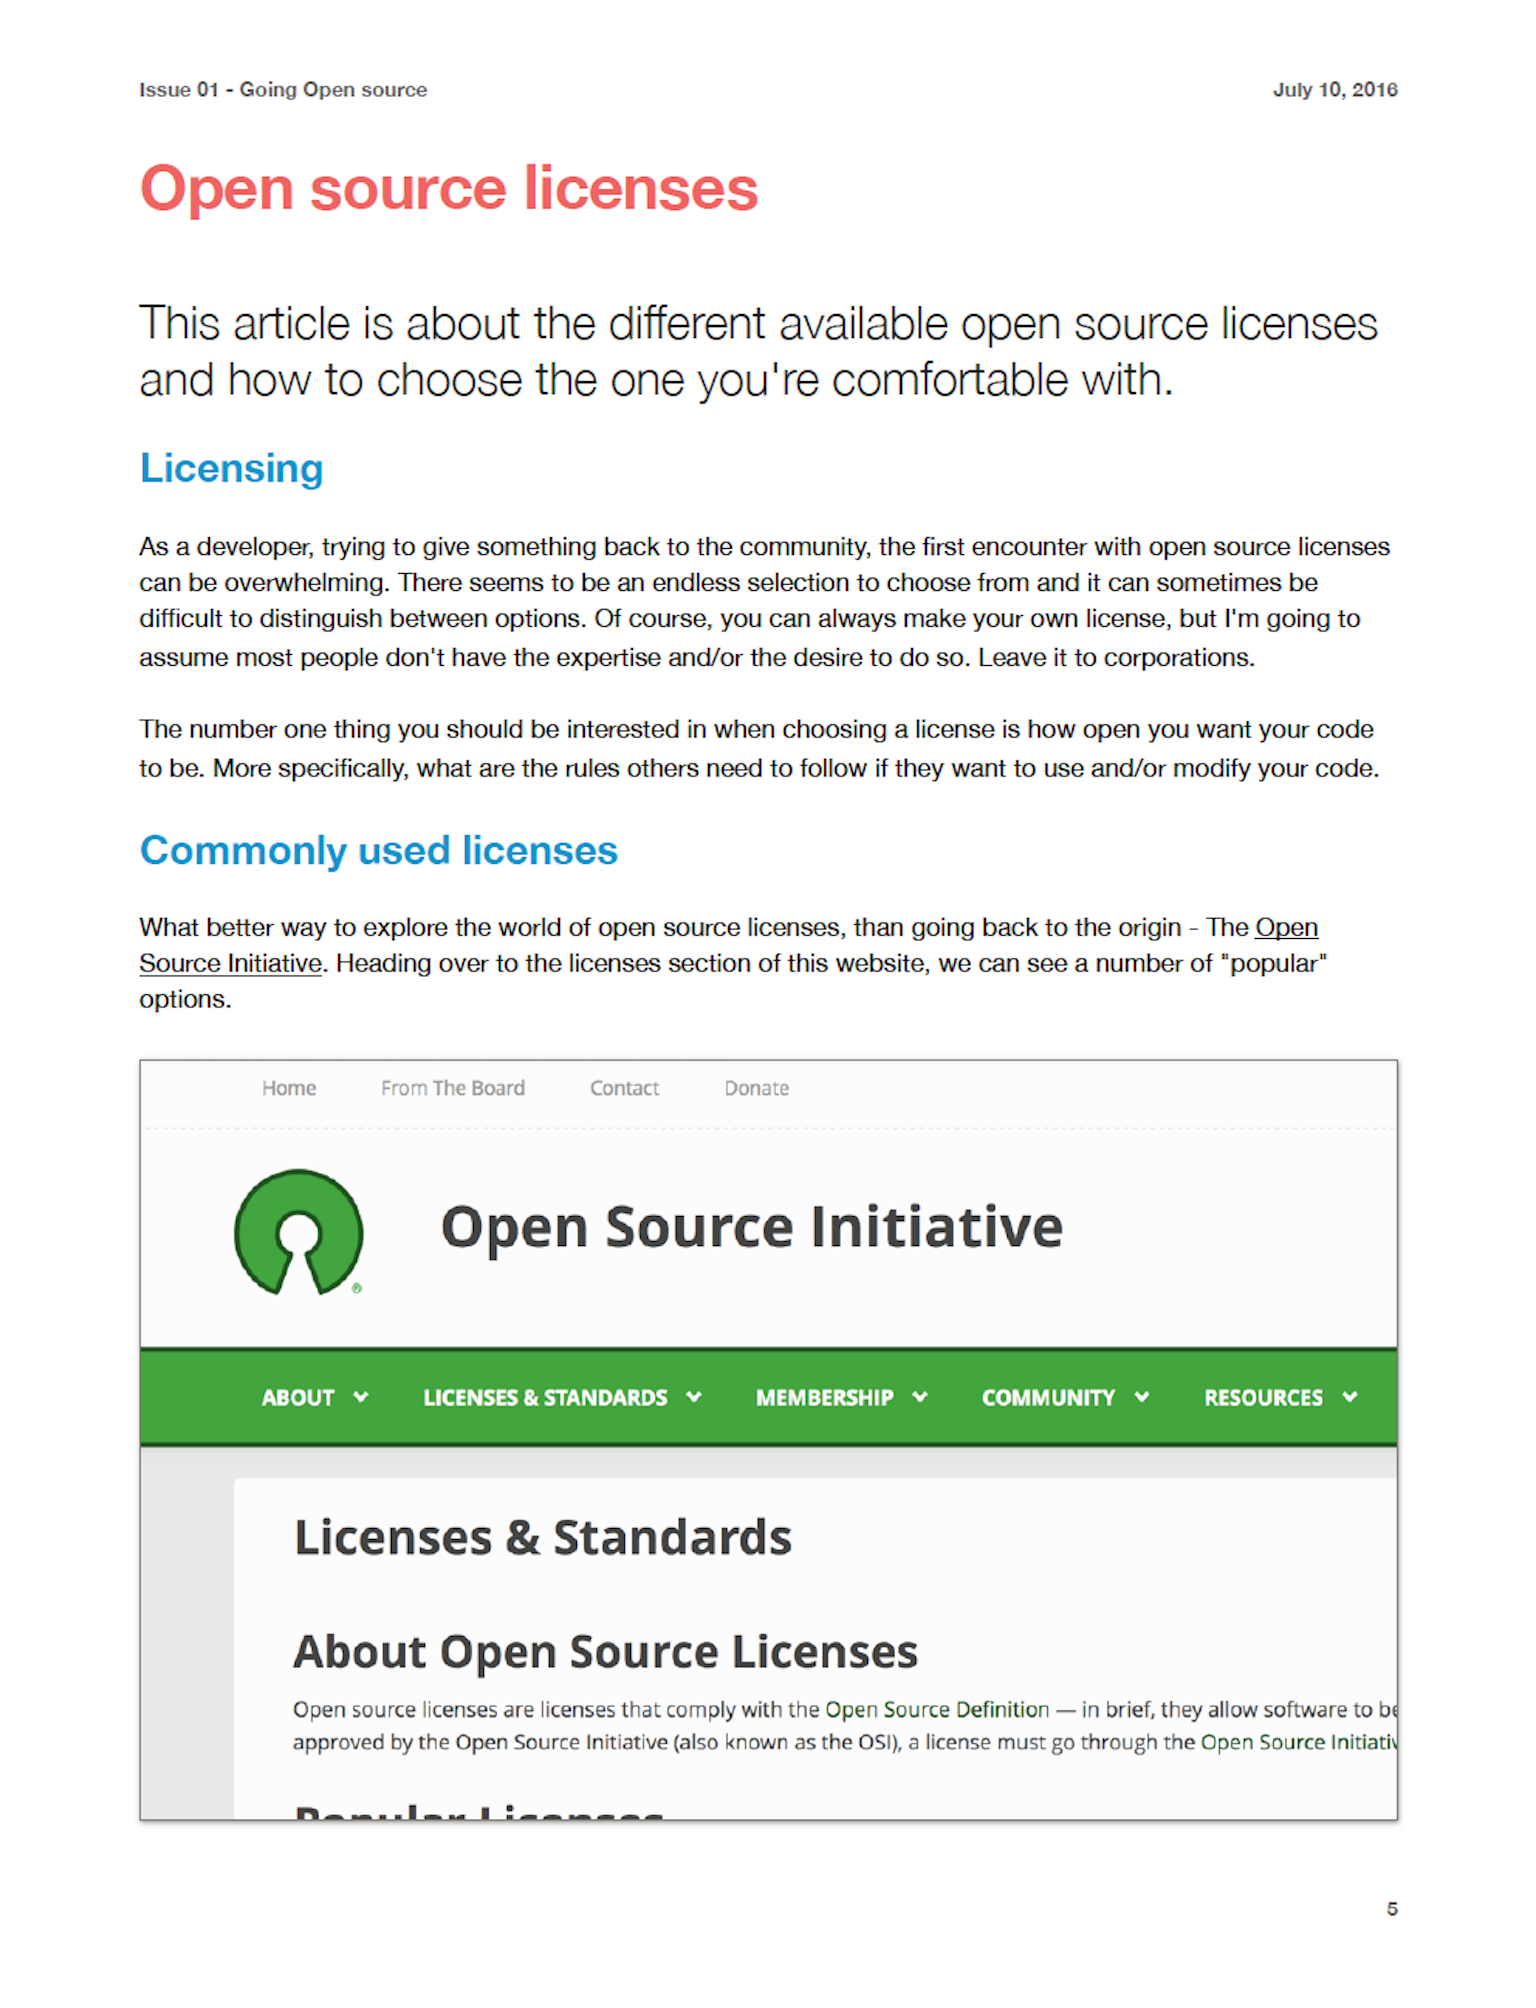 Issue 01 - Going Open source
July 10, 2016
Open source licenses
This article is about the different available open source licenses
and how to choose the one you're comfortable with.
Licensing
As a developer, trying to give something back to the community, the first encounter with open source licenses
can be overwhelming. There seems to be an endless selection to choose from and it can sometimes be
difficult to distinguish between options. Of course, you can always make your own license, but I'm going to
assume most people don't have the expertise and/or the desire to do so. Leave it to corporations.
The number one thing you should be interested in when choosing a license is how open you want your code
to be. More specifically, what are the rules others need to follow if they want to use and/or modify your code.
Commonly used licenses
What better way to explore the world of open source licenses, than going back to the origin - The Open
Source Initiative. Heading over to the licenses section of this website, we can see a number of "popular"
options.
Home From The Board Contact Donate
Open Source Initiative
®
ABOUT LICENSES & STANDARDS MEMBERSHIP COMMUNITY RESOURCES
Licenses & Standards
About Open Source Licenses
Open source licenses are licenses that comply with the Open Source Definition — in brief, they allow software to be
approved by the Open Source Initiative (also known as the OSI), a license must go through the Open Source Initiativ
Popular Licenses
5